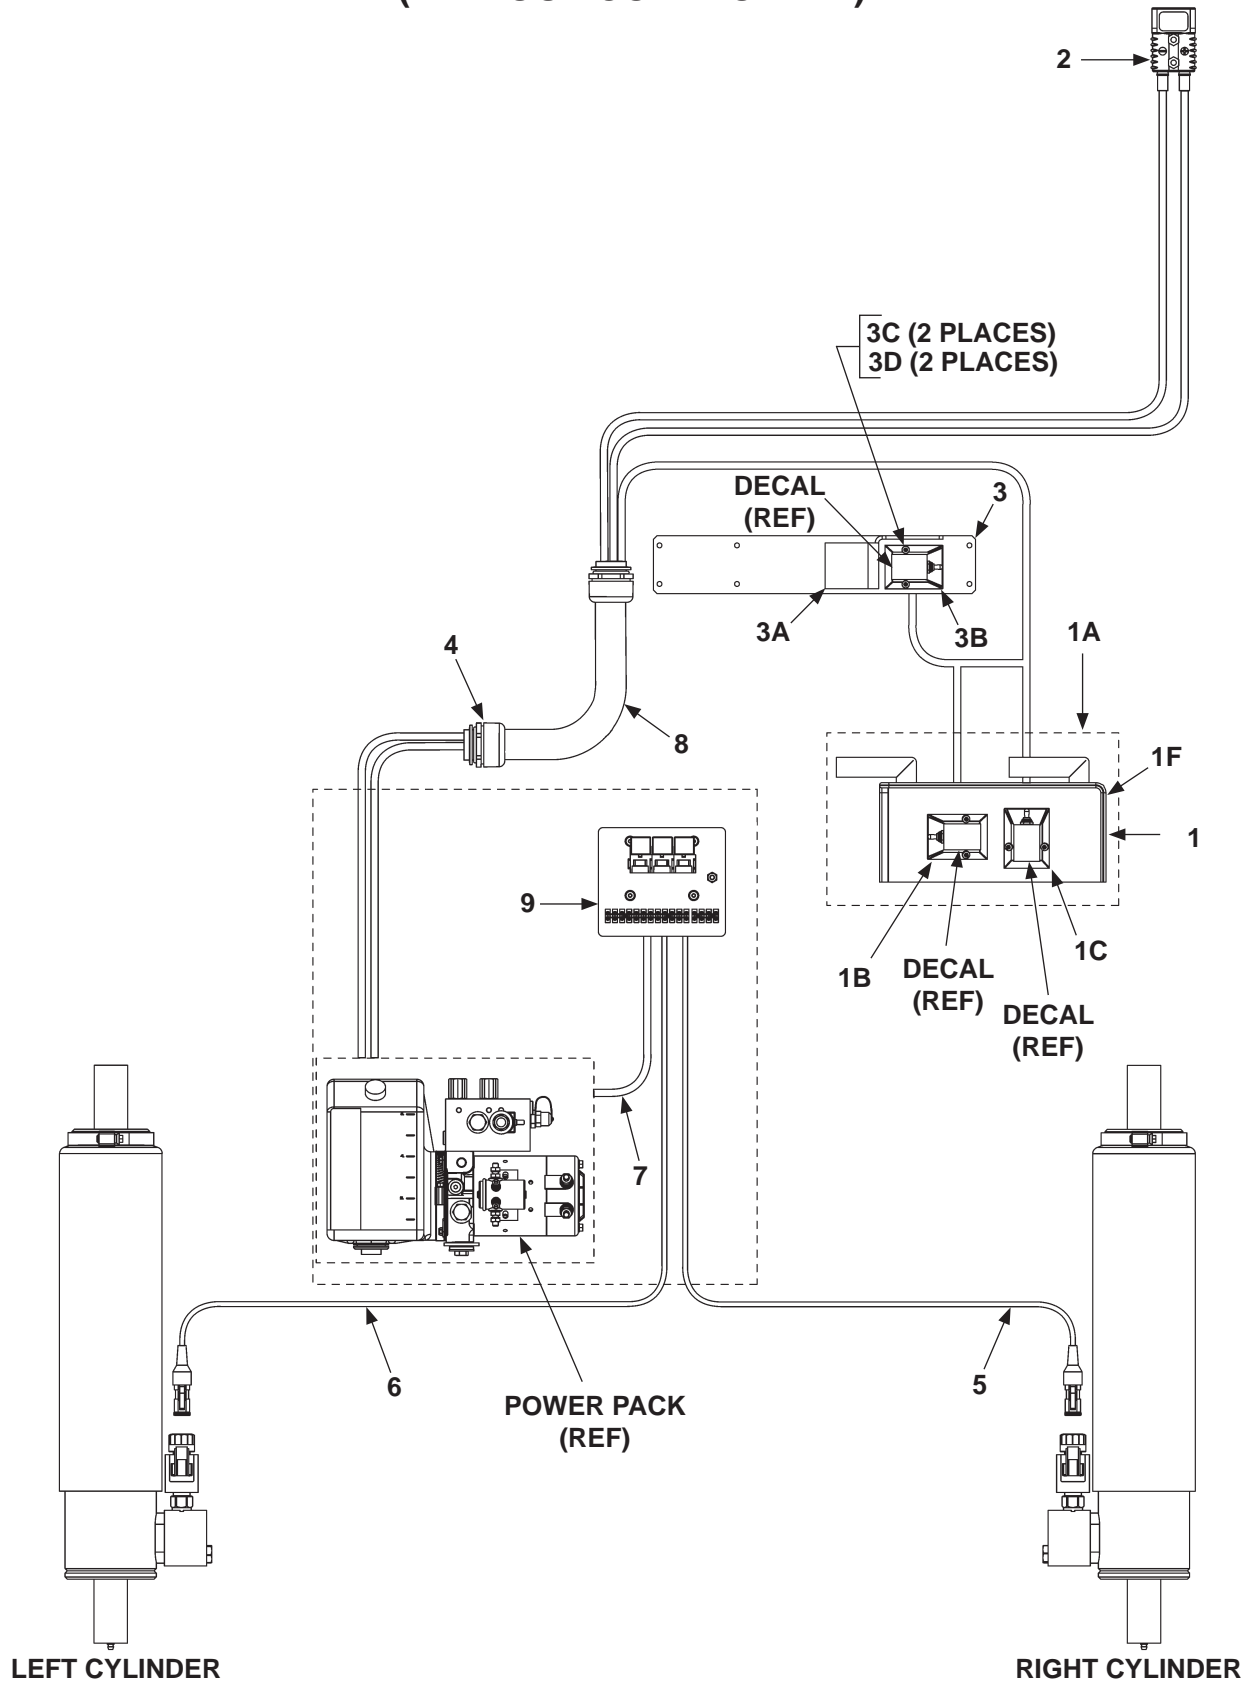 2
3C (2 PLACES)
3D (2 PLACES)
DECAL
(REF)
3
3A
3B
1A
4
8
1F
1
9
1B
DECAL
(REF)
1C
DECAL
(REF)
7
6
5
POWER PACK
(REF)
LEFT CYLINDER
RIGHT CYLINDER